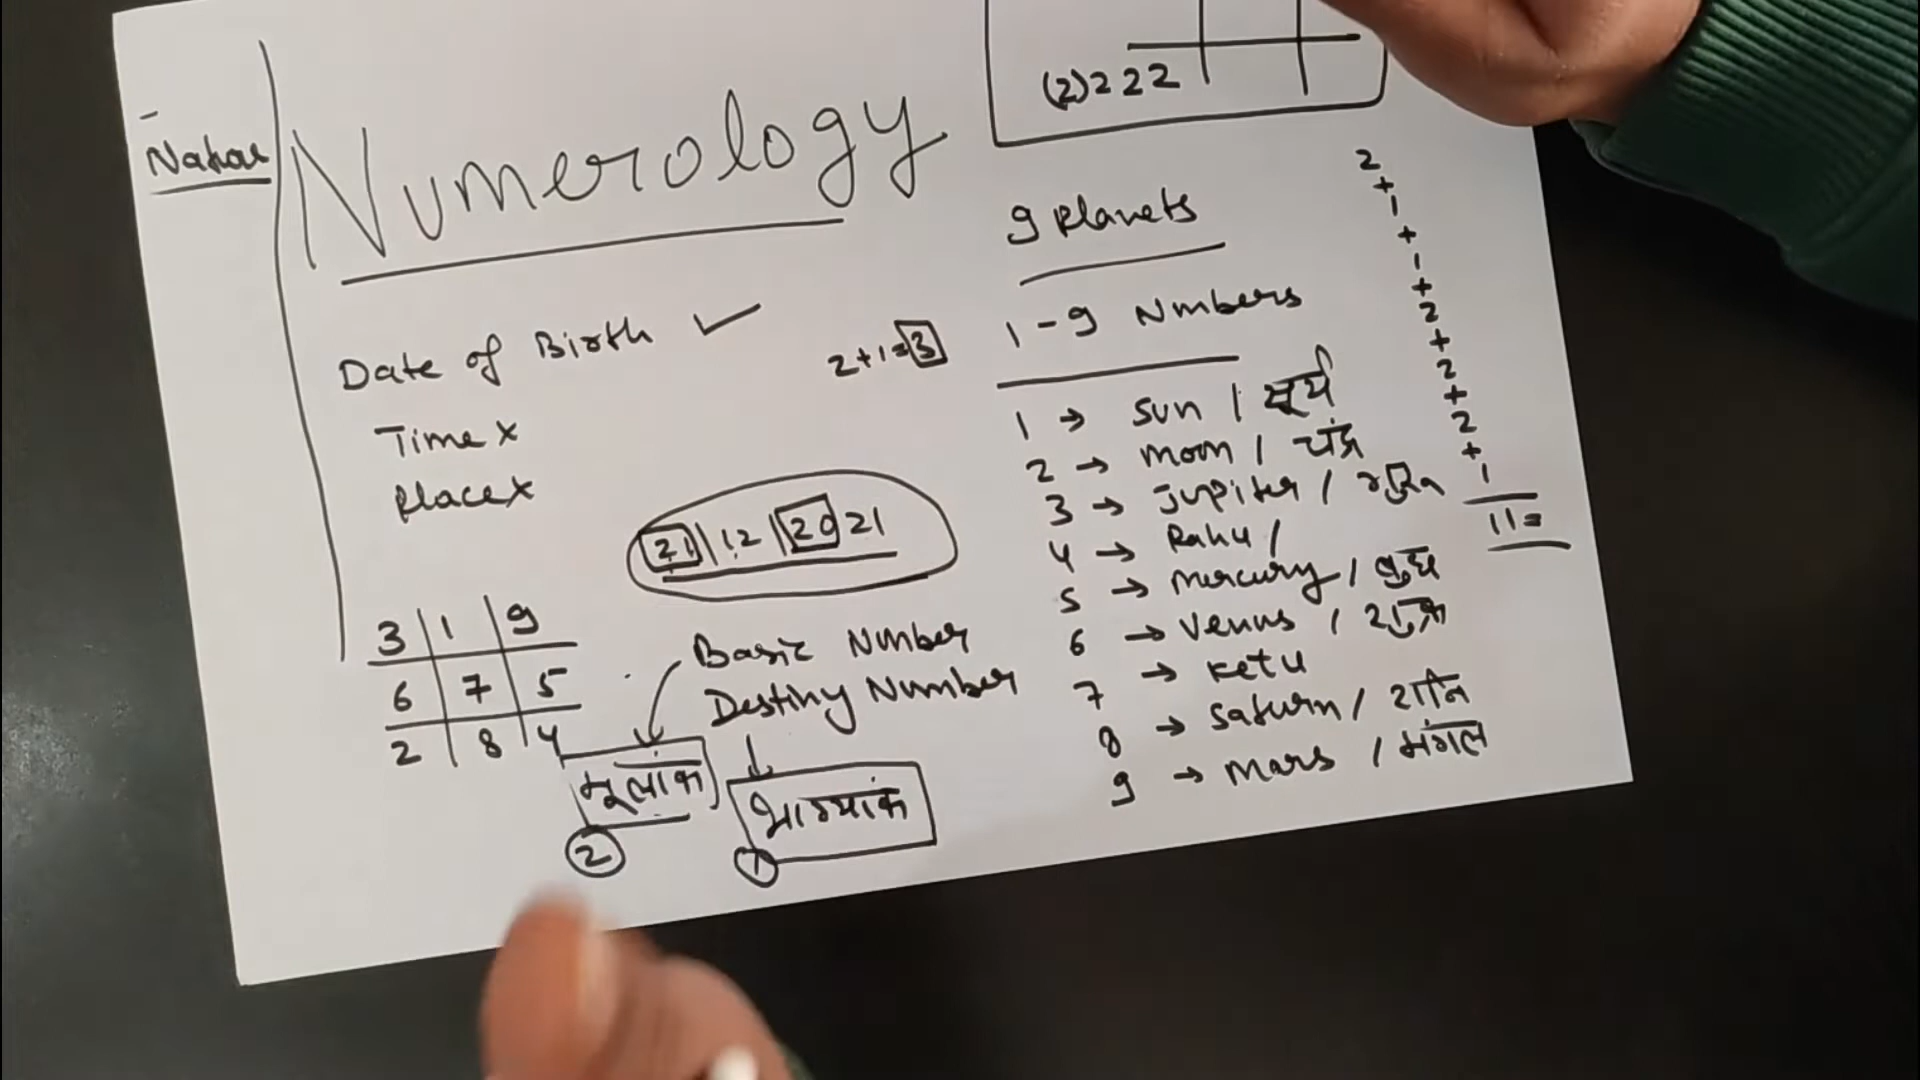 (2)222
Numerology
Date of Birth ✓
Time x
Place x
2+1=3
21|12|2021
3|1|9
6|7|5
2|8|4
Basic Number
Destiny Number
मूलांक
भाग्यांक
2
1
9 Planets
1-9 Numbers
1 → Sun / सूर्य
2 → moon / चंद्र
3 → Jupiter / गुरु
4 → Rahu /
5 → mercury / बुध
6 → Venus / शुक्र
7 → Ketu
8 → Saturn / शनि
9 → Mars / मंगल
2
+
1
+
1
+
2
+
2
+
2
+
1
11=